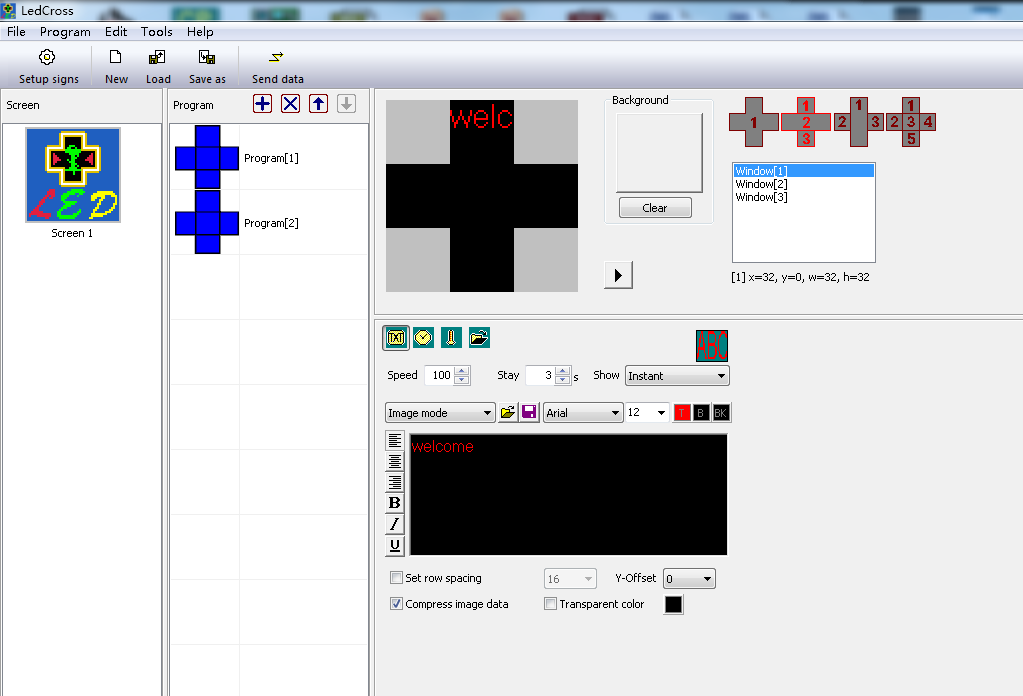 LedCross
File Program Edit Tools Help
Setup signs New Load Save as Send data
Screen
LED
Screen 1
Program
Program[1]
Program[2]
welc
Background
Clear
1
1
2
3
1
2 3
1
2 3 4
5
Window[1]
Window[2]
Window[3]
[1] x=32, y=0, w=32, h=32
TXT
ABC
Speed 100 Stay 3 s Show Instant
Image mode Arial 12 T B BK
B
I
U
welcome
Set row spacing 16 Y-Offset 0
Compress image data Transparent color